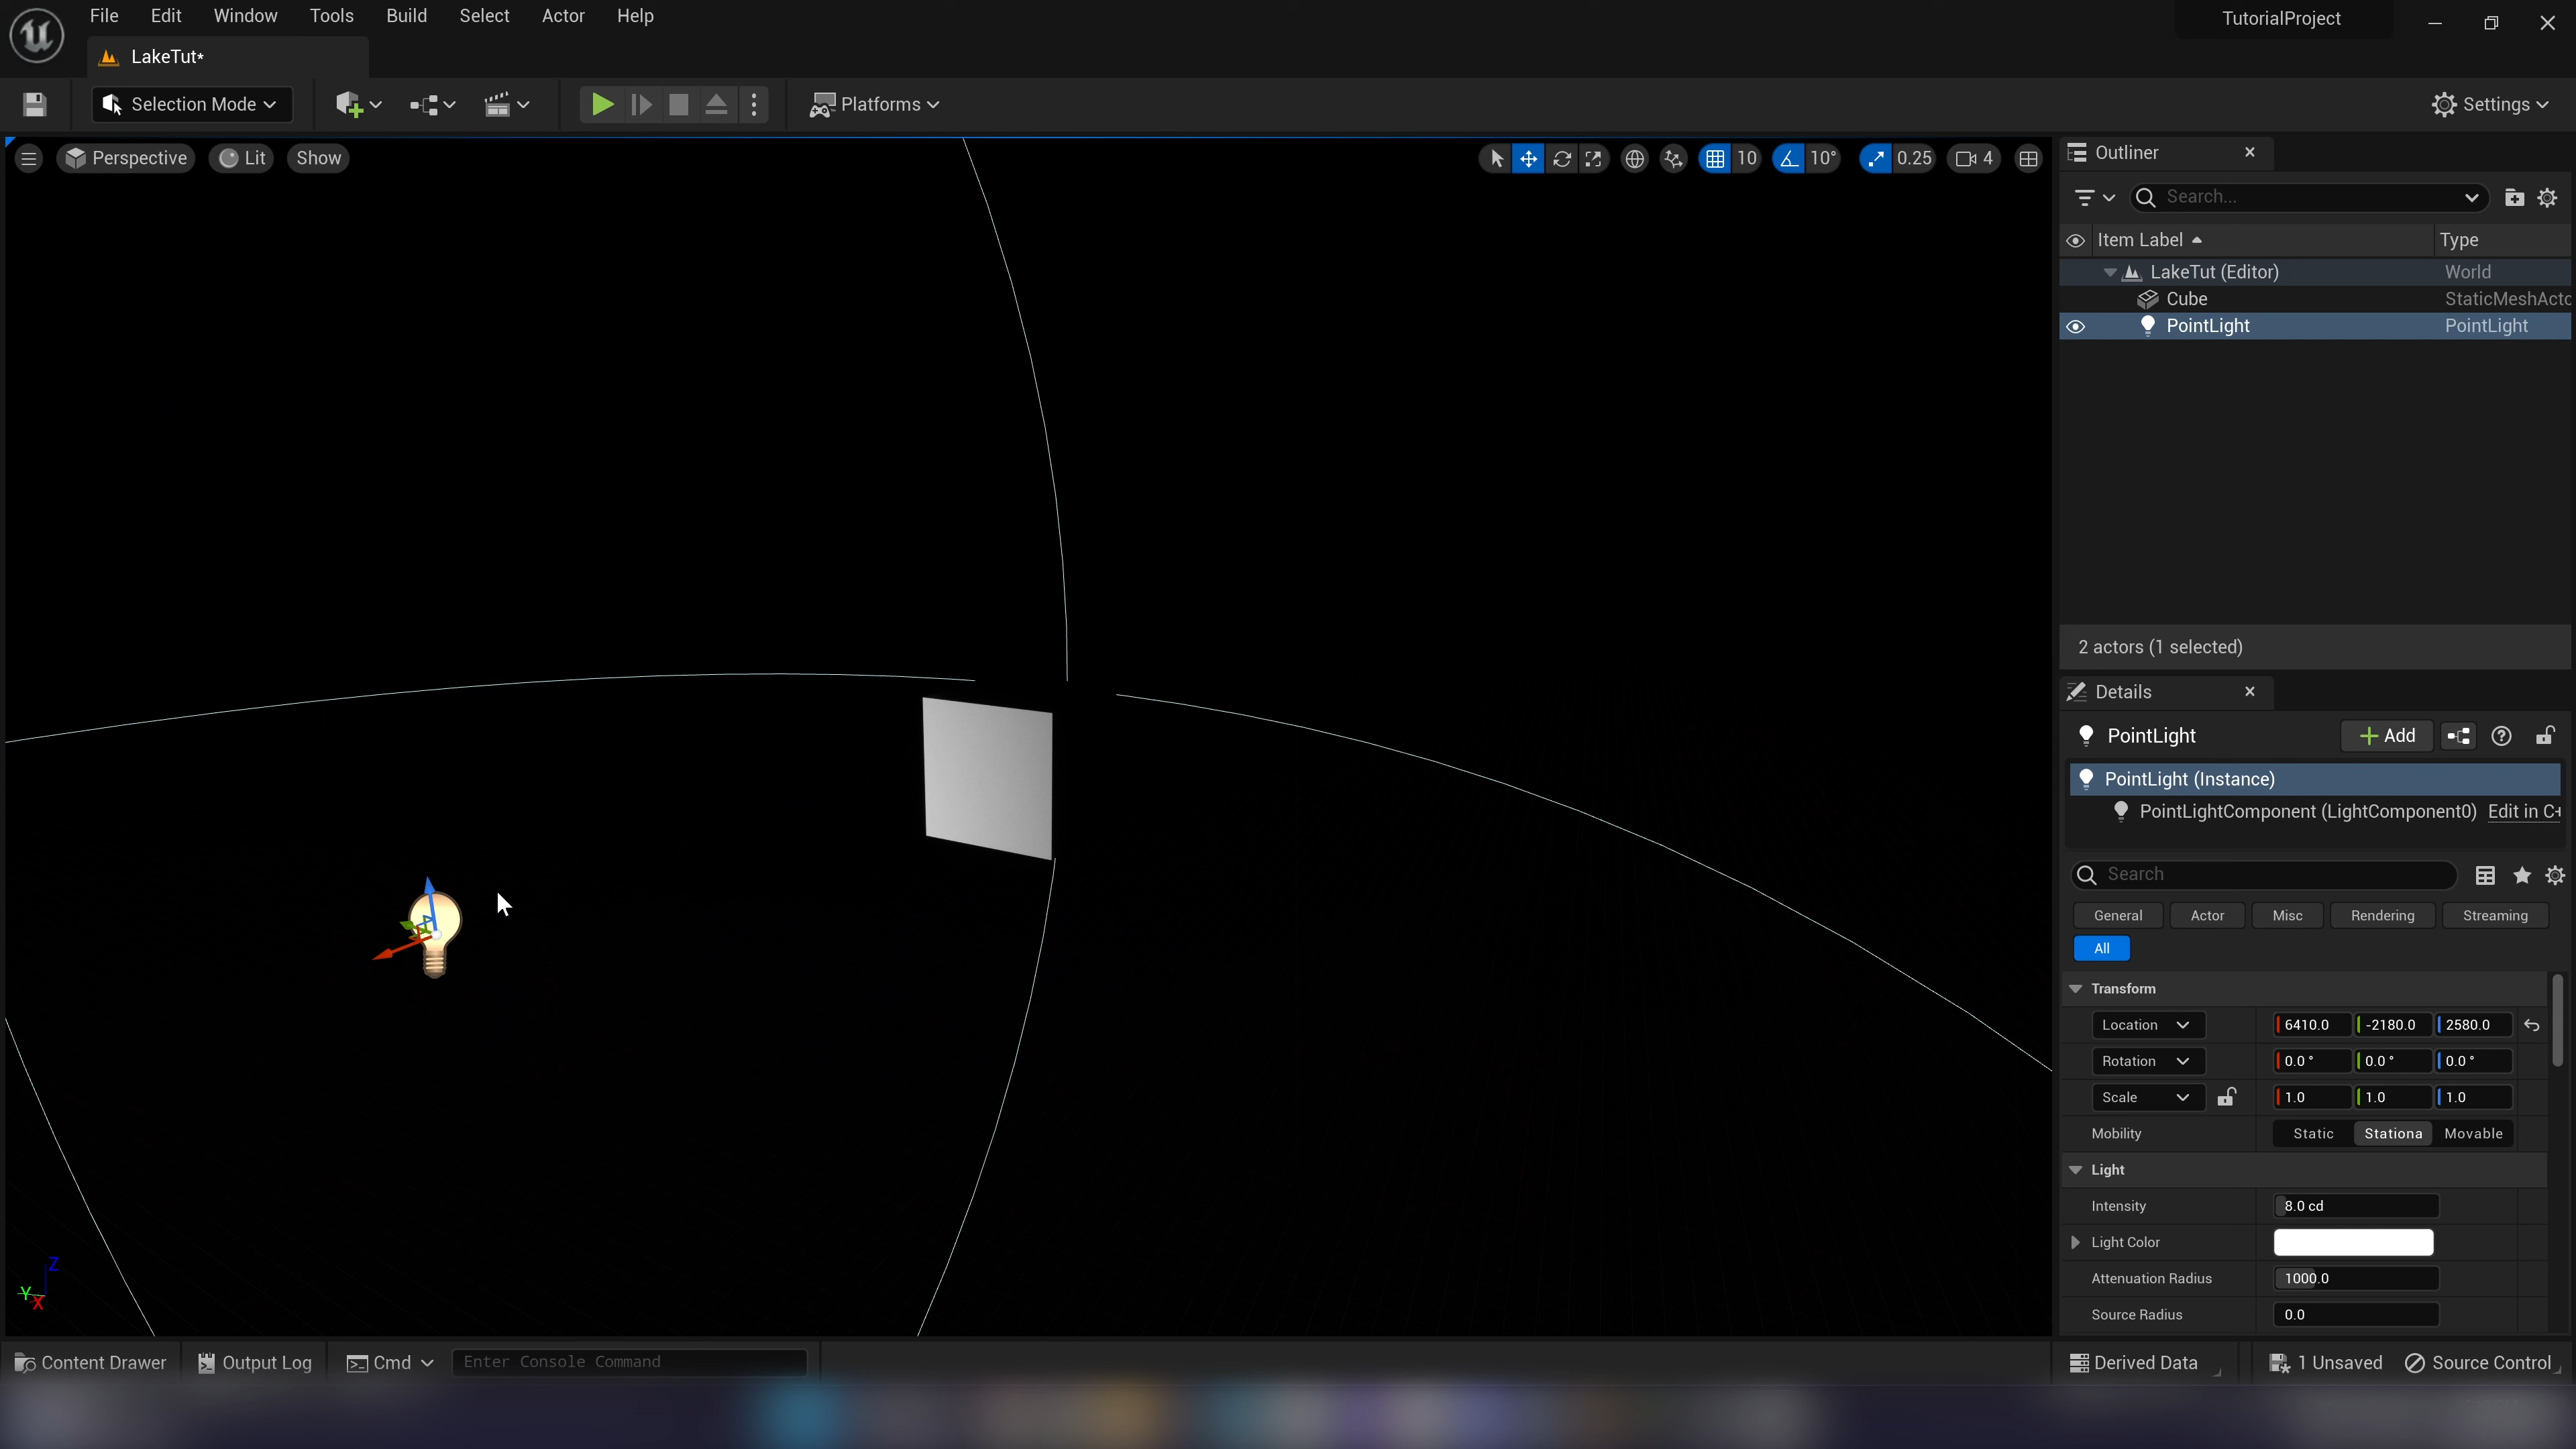 File Edit Window Tools Build Select Actor Help
TutorialProject
LakeTut*
Selection Mode
Platforms
Settings
Perspective Lit Show
10 10° 0.25 4
Outliner
Search...
Item Label Type
LakeTut (Editor) World
Cube StaticMeshActo
PointLight PointLight
2 actors (1 selected)
Details
PointLight Add
PointLight (Instance)
PointLightComponent (LightComponent0) Edit in C+
Search
General Actor Misc Rendering Streaming
All
Transform
Location 6410.0 -2180.0 2580.0
Rotation 0.0° 0.0° 0.0°
Scale 1.0 1.0 1.0
Mobility Static Stationa Movable
Light
Intensity 8.0 cd
Light Color
Attenuation Radius 1000.0
Source Radius 0.0
Z
Y
X
Content Drawer Output Log Cmd Enter Console Command Derived Data 1 Unsaved Source Control